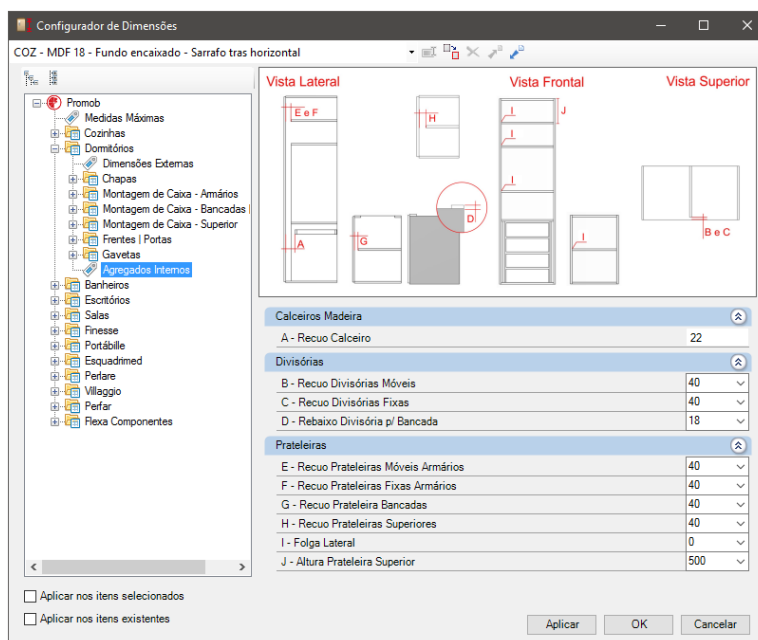 Configurador de Dimensões
COZ - MDF 18 - Fundo encaixado - Sarrafo tras horizontal
Promob
Medidas Máximas
Cozinhas
Dormitórios
Dimensões Externas
Chapas
Montagem de Caixa - Armários
Montagem de Caixa - Bancadas |
Montagem de Caixa - Superior
Frentes | Portas
Gavetas
Agregados Internos
Banheiros
Escritórios
Salas
Finesse
Portábille
Esquadrimed
Perlare
Villaggio
Perfar
Flexa Componentes
Vista Lateral
Vista Frontal
Vista Superior
E e F
H
I
J
I
I
A
G
D
I
B e C
Calceiros Madeira
A - Recuo Calceiro 22
Divisórias
B - Recuo Divisórias Móveis 40
C - Recuo Divisórias Fixas 40
D - Rebaixo Divisória p/ Bancada 18
Prateleiras
E - Recuo Prateleiras Móveis Armários 40
F - Recuo Prateleiras Fixas Armários 40
G - Recuo Prateleira Bancadas 40
H - Recuo Prateleiras Superiores 40
I - Folga Lateral 0
J - Altura Prateleira Superior 500
Aplicar nos itens selecionados
Aplicar nos itens existentes
Aplicar OK Cancelar